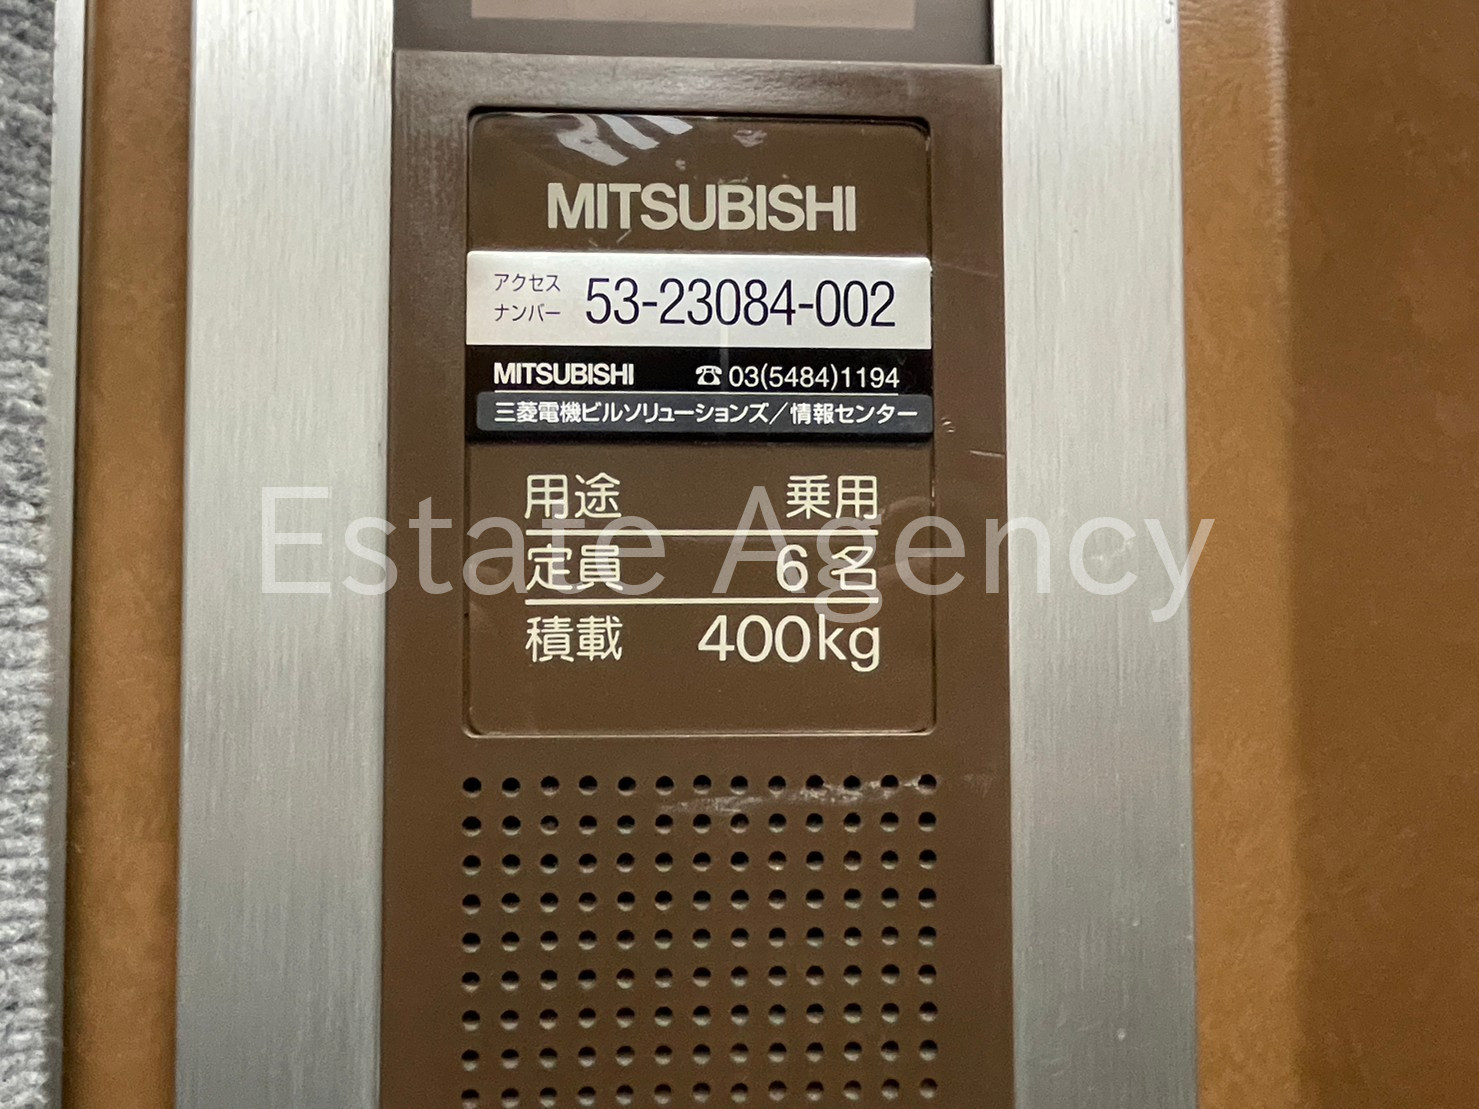 MITSUBISHI
アクセス
ナンバー 53-23084-002
MITSUBISHI ☎ 03(5484)1194
三菱電機ビルソリューションズ/情報センター
用途 乗用
Estate Agency
定員 6名
積載 400kg